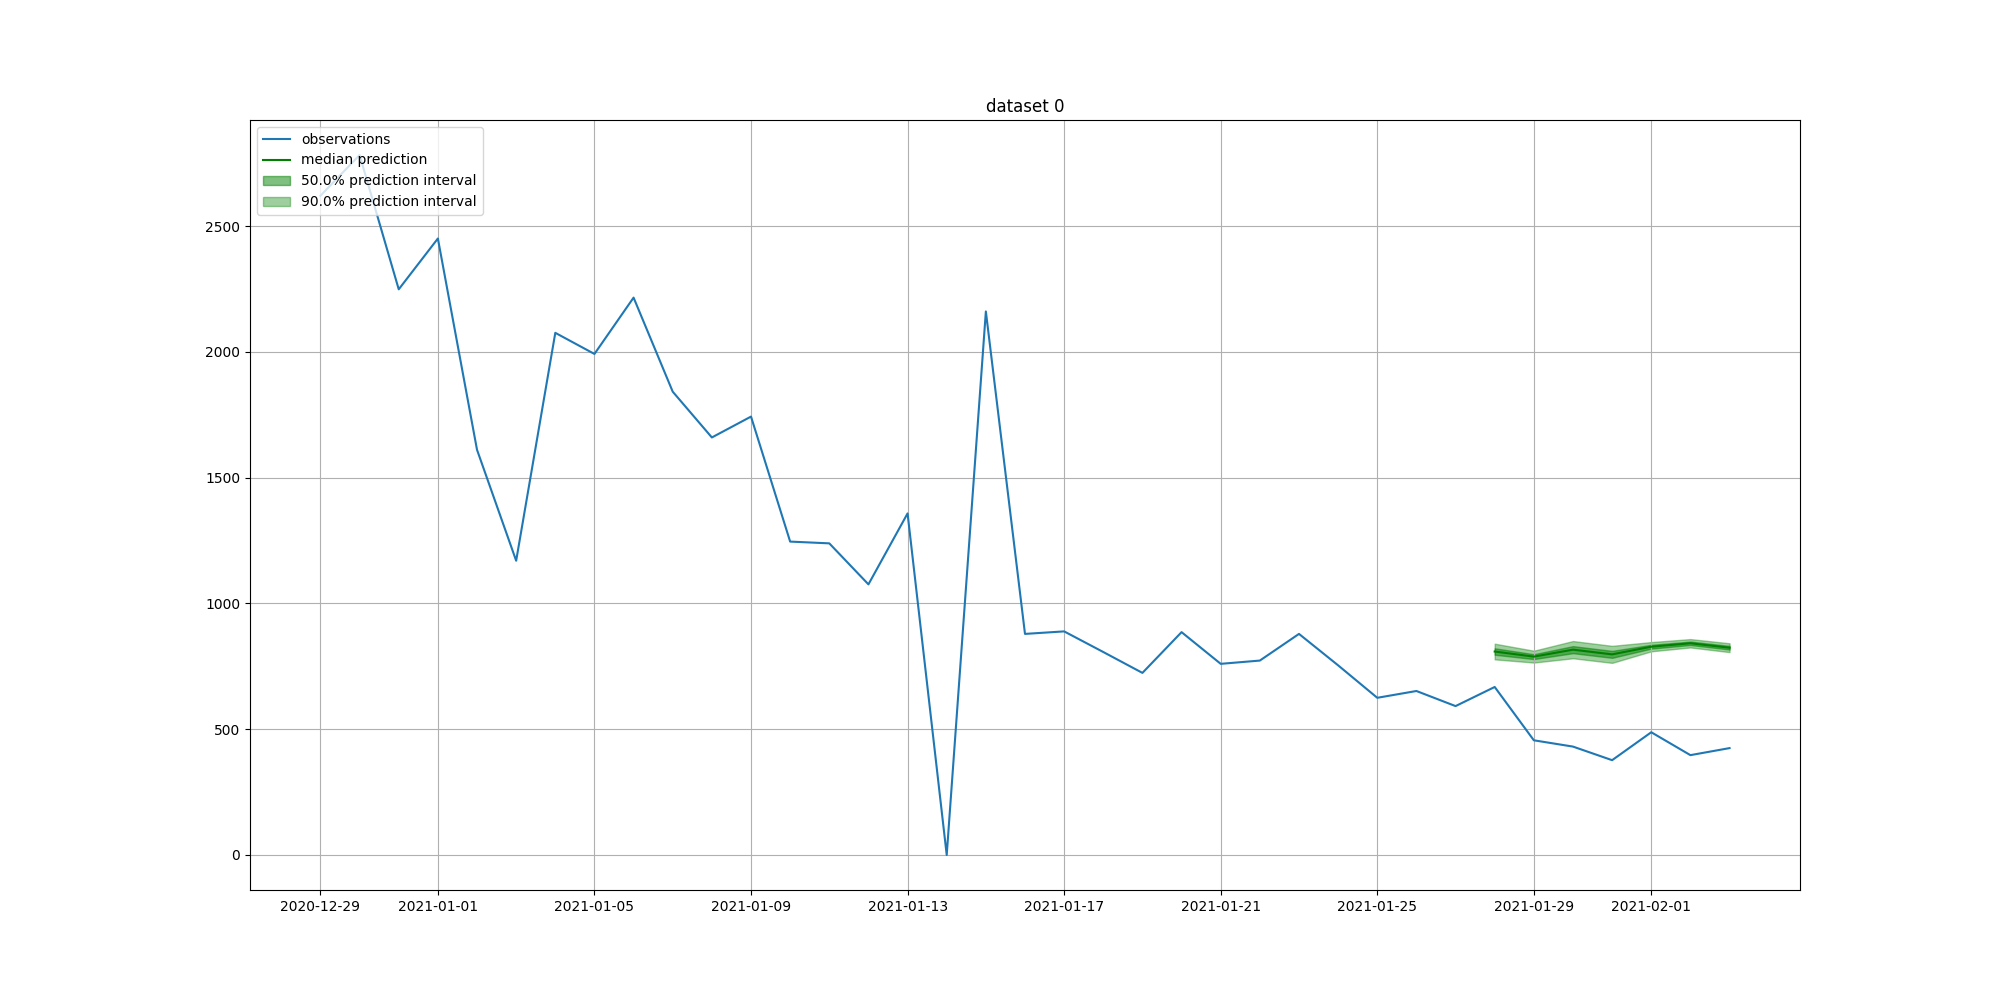 dataset 0
observations
median prediction
50.0% prediction interval
90.0% prediction interval
2500
2000
1500
1000
500
0
2020-12-29 2021-01-01 2021-01-05 2021-01-09 2021-01-13 2021-01-17 2021-01-21 2021-01-25 2021-01-29 2021-02-01